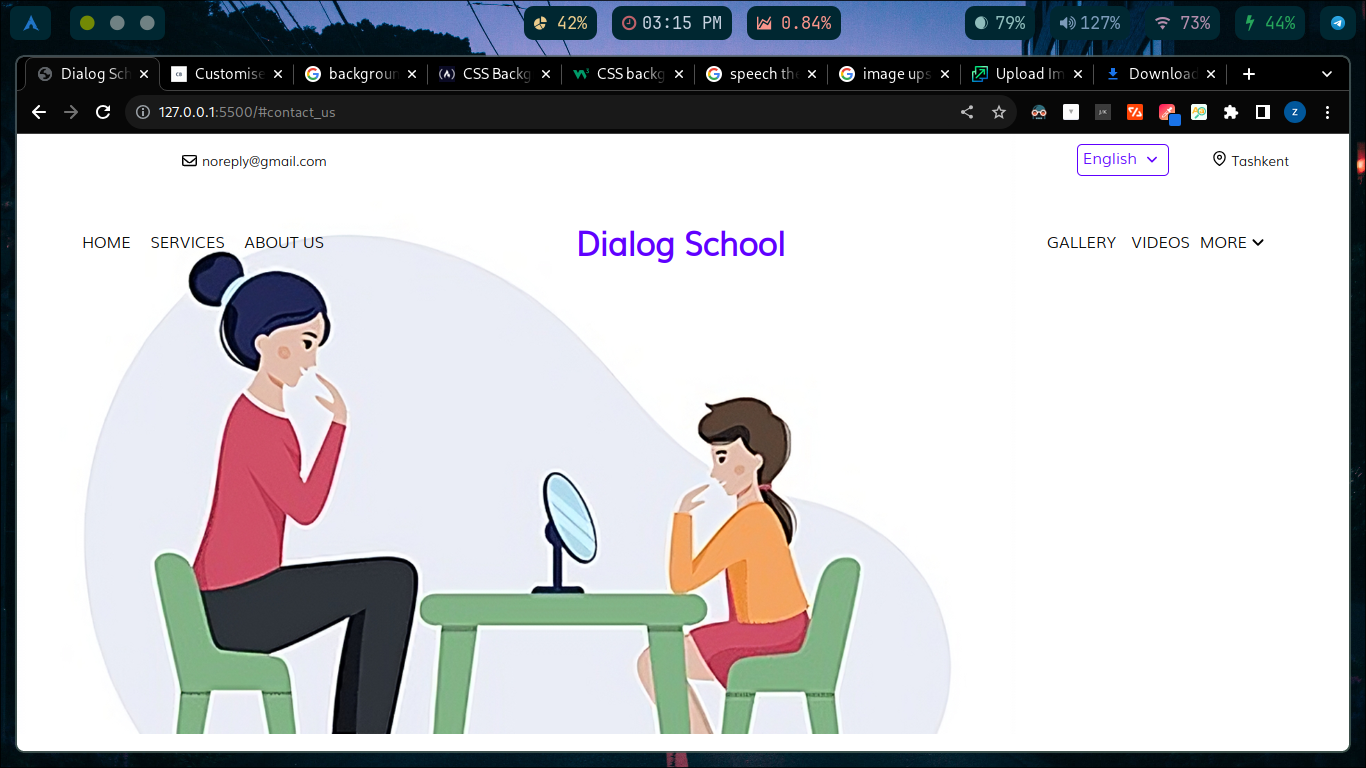 42% 03:15 PM 0.84% 79% 127% 73% 44%
Dialog Sch Customise backgroun CSS Backg CSS backg speech the image ups Upload Im Download
127.0.0.1:5500/#contact_us
noreply@gmail.com English Tashkent
HOME SERVICES ABOUT US Dialog School GALLERY VIDEOS MORE